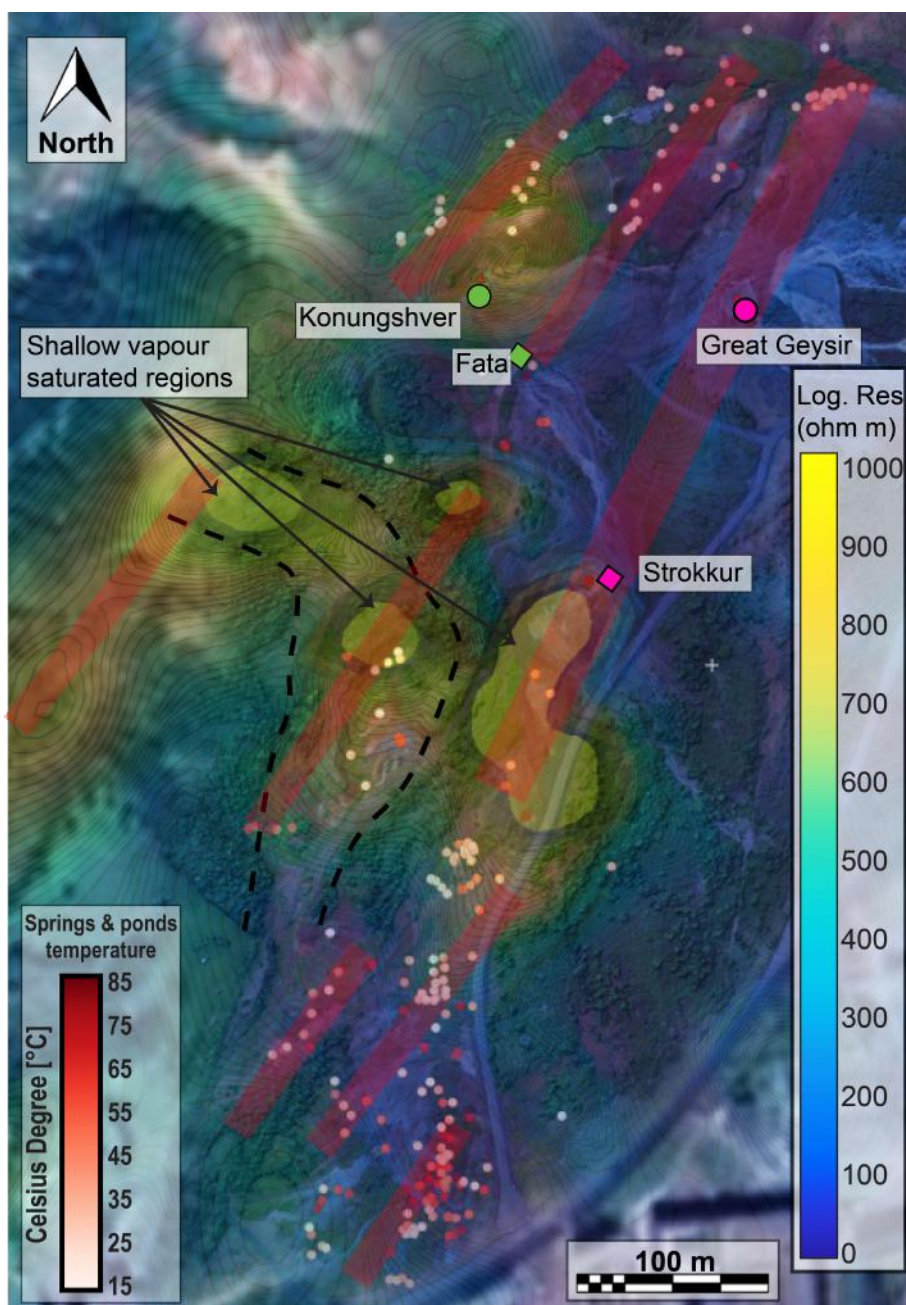 North
Konungshver
Great Geysir
Fata
Shallow vapour
saturated regions
Strokkur
Log. Res
(ohm m)
1000
900
800
700
600
500
400
300
200
100
0
Springs & ponds
temperature
Celsius Degree [°C]
85
75
65
55
45
35
25
15
100 m